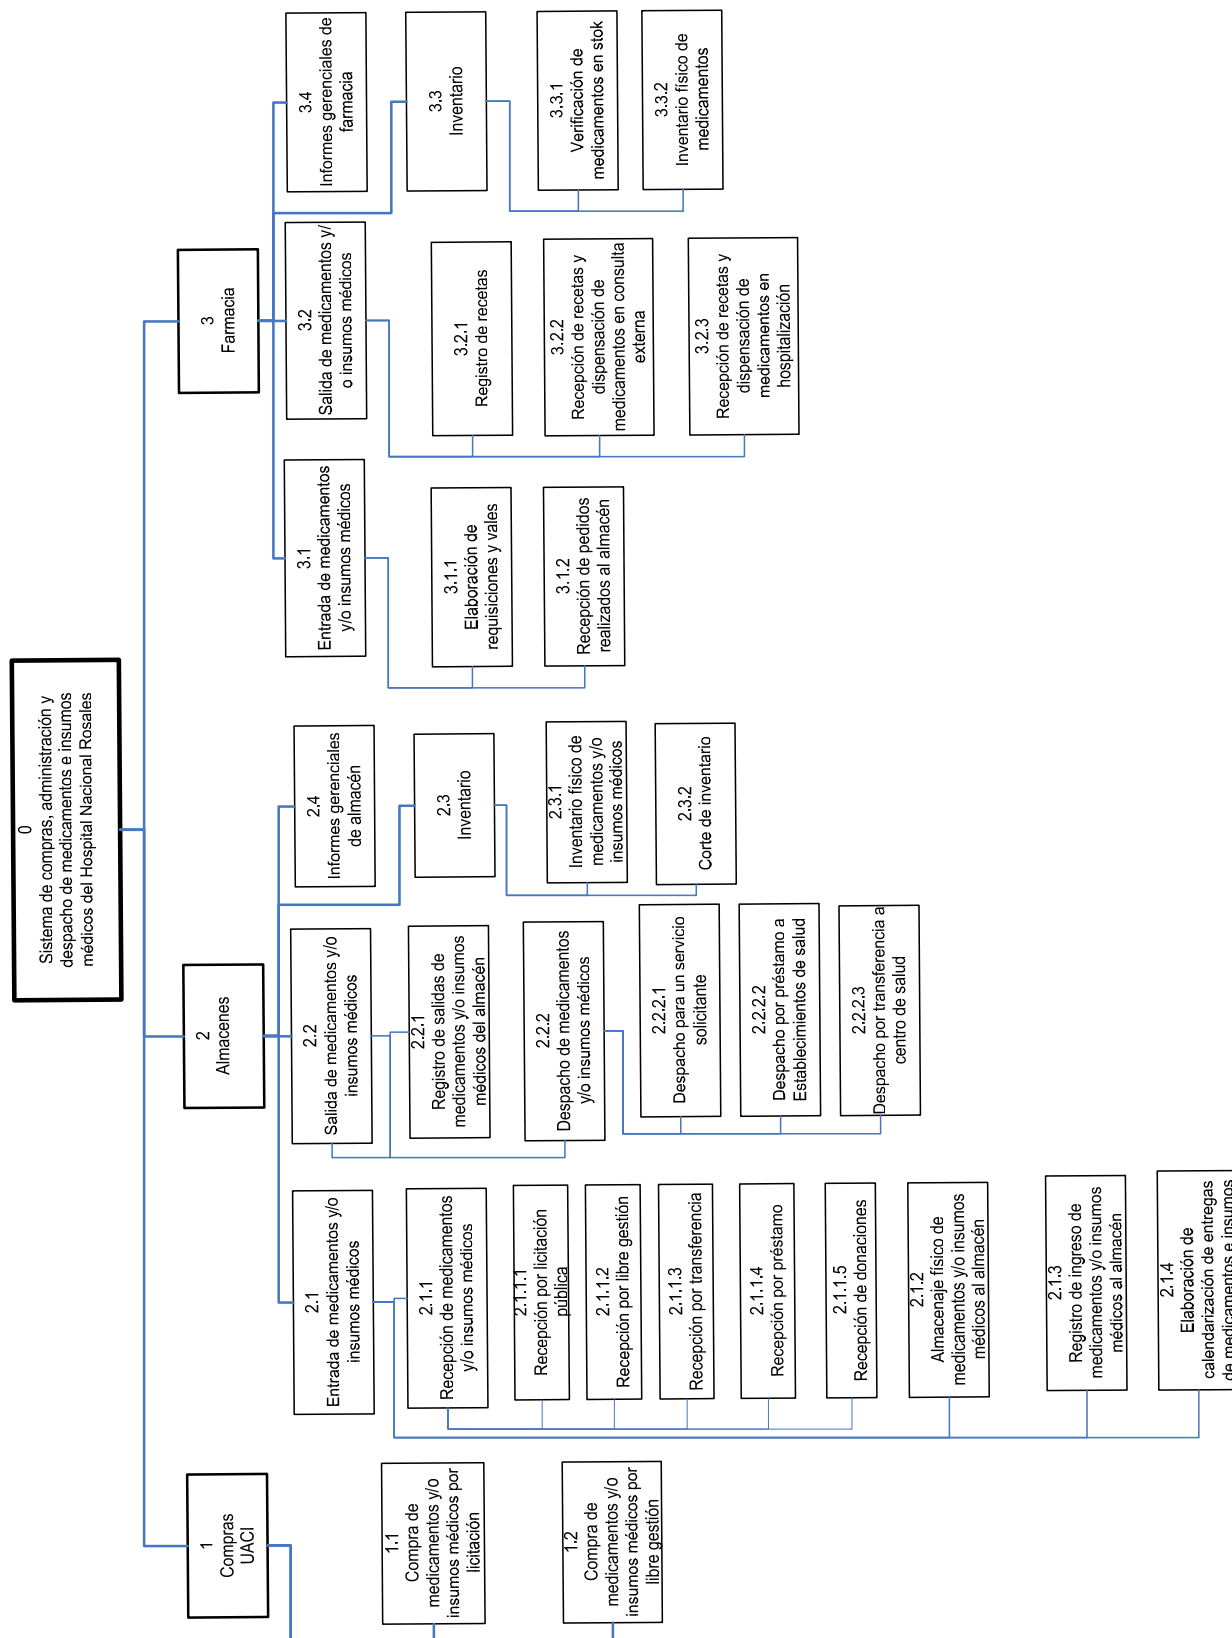 0
Sistema de compras, administración y
despacho de medicamentos e insumos
médicos del Hospital Nacional Rosales
1
Compras
UACI
1.1
Compra de
medicamentos y/o
insumos médicos por
licitación
1.2
Compra de
medicamentos y/o
insumos médicos por
libre gestión
2
Almacenes
2.1
Entrada de medicamentos y/o
insumos médicos
2.1.1
Recepción de medicamentos
y/o insumos médicos
2.1.1.1
Recepción por licitación
pública
2.1.1.2
Recepción por libre gestión
2.1.1.3
Recepción por transferencia
2.1.1.4
Recepción por préstamo
2.1.1.5
Recepción de donaciones
2.1.2
Almacenaje físico de
medicamentos y/o insumos
médicos al almacén
2.1.3
Registro de ingreso de
medicamentos y/o insumos
médicos al almacén
2.1.4
Elaboración de
calendarización de entregas
de medicamentos e insumos
2.2
Salida de medicamentos y/o
insumos médicos
2.2.1
Registro de salidas de
medicamentos y/o insumos
médicos del almacén
2.2.2
Despacho de medicamentos
y/o insumos médicos
2.2.2.1
Despacho para un servicio
solicitante
2.2.2.2
Despacho por préstamo a
Establecimientos de salud
2.2.2.3
Despacho por transferencia a
centro de salud
2.4
Informes gerenciales
de almacén
2.3
Inventario
2.3.1
Inventario físico de
medicamentos y/o
insumos médicos
2.3.2
Corte de inventario
3
Farmacia
3.1
Entrada de medicamentos
y/o insumos médicos
3.1.1
Elaboración de
requisiciones y vales
3.1.2
Recepción de pedidos
realizados al almacén
3.2
Salida de medicamentos y/
o insumos médicos
3.2.1
Registro de recetas
3.2.2
Recepción de recetas y
dispensación de
medicamentos en consulta
externa
3.2.3
Recepción de recetas y
dispensación de
medicamentos en
hospitalización
3.4
Informes gerenciales de
farmacia
3.3
Inventario
3.3.1
Verificación de
medicamentos en stok
3.3.2
Inventario físico de
medicamentos